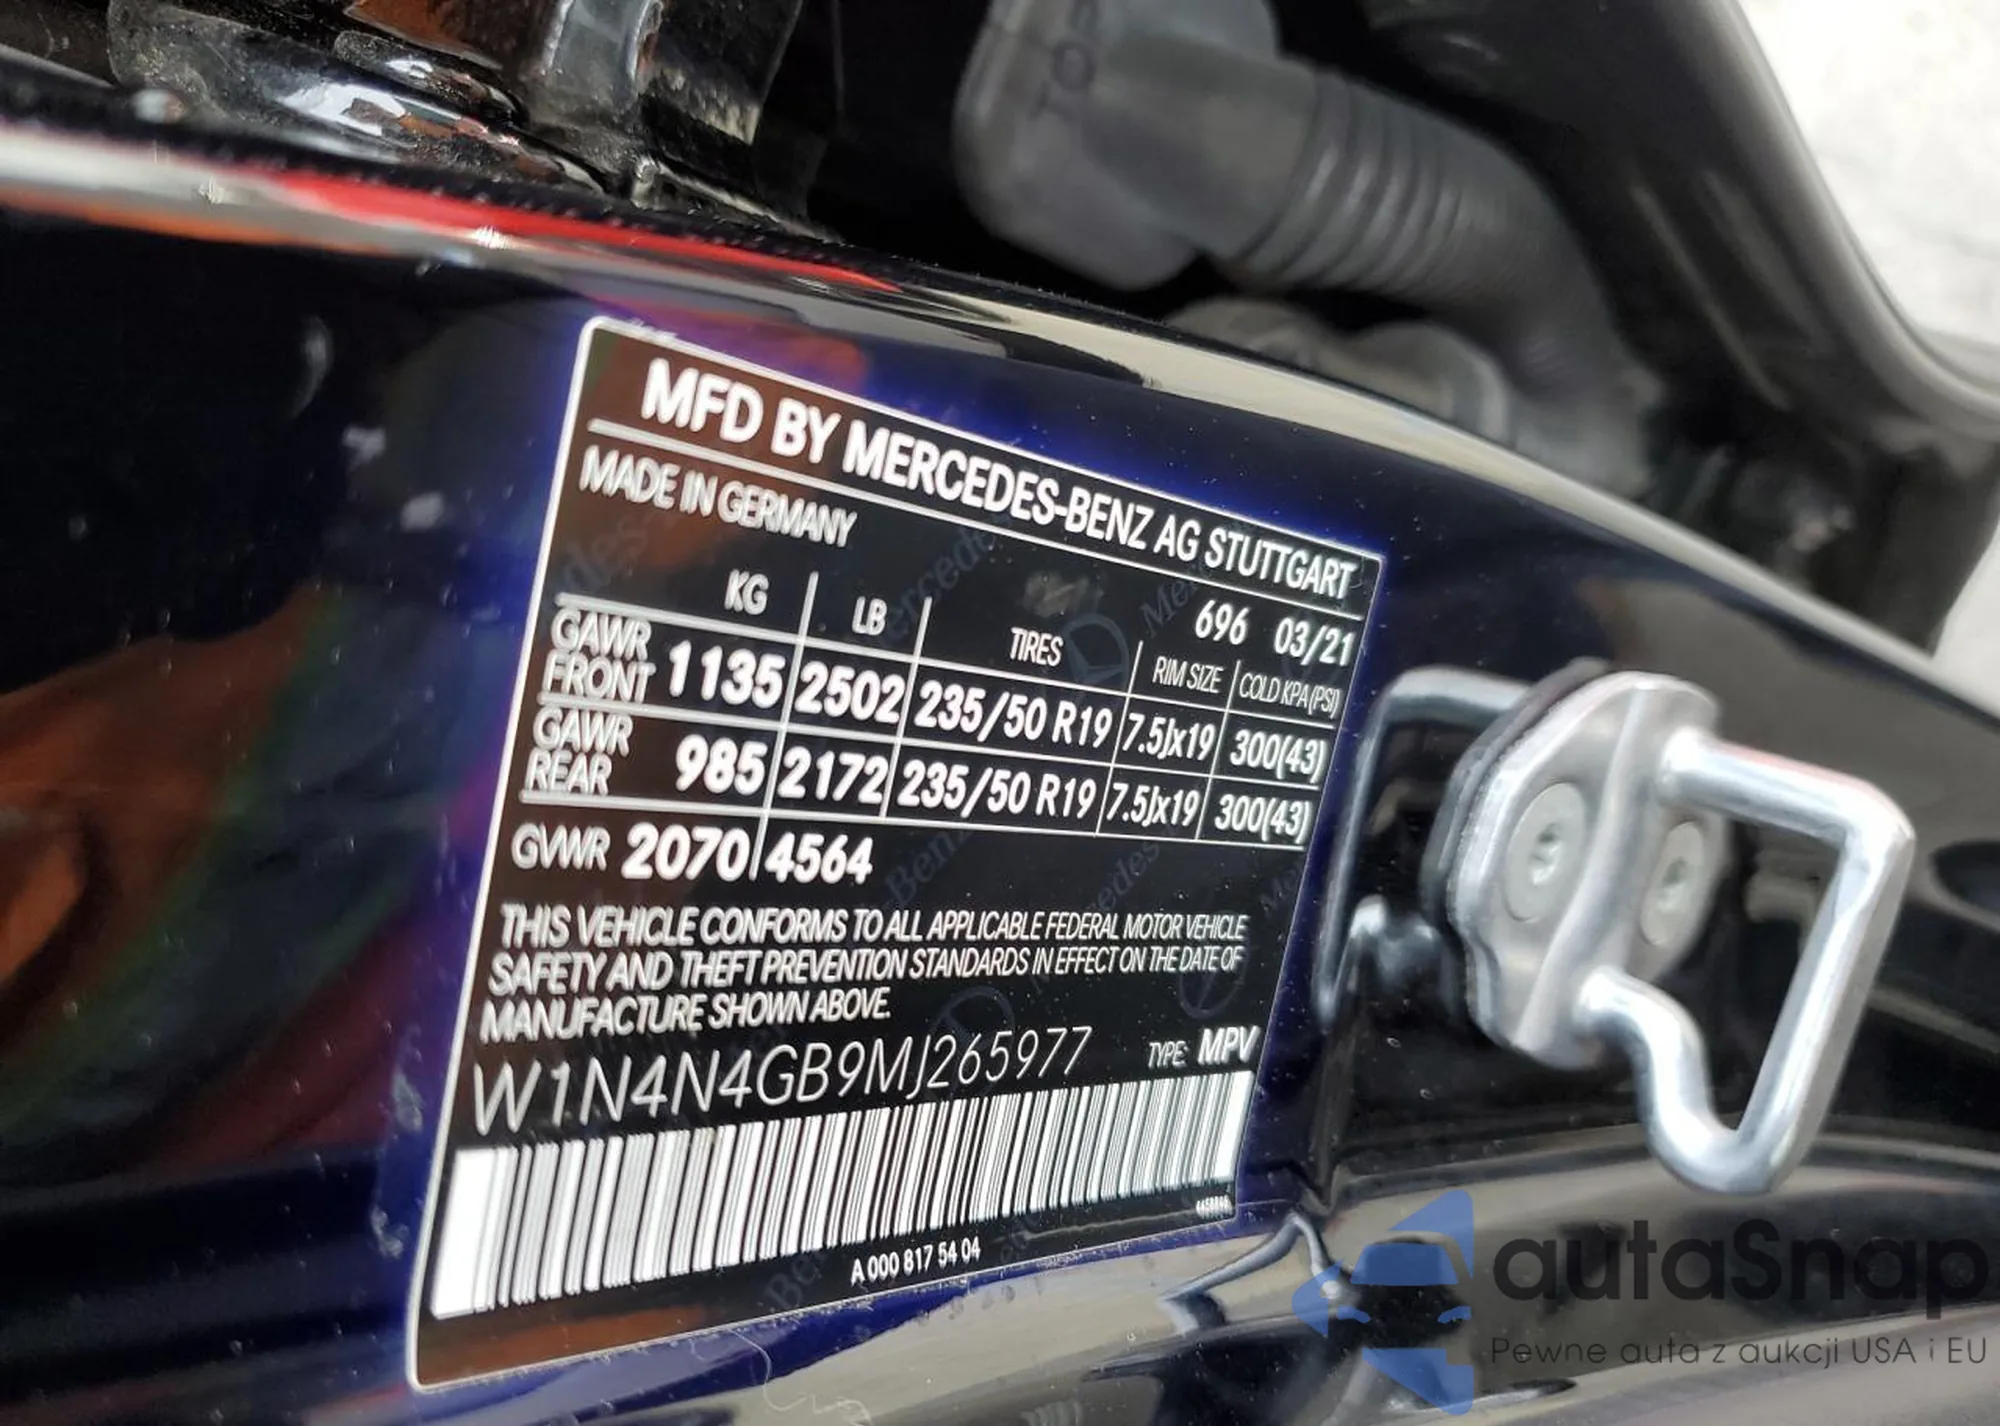 MFD BY MERCEDES-BENZ AG STUTTGART
MADE IN GERMANY
696 03/21
KG LB TIRES RIM SIZE COLD KPA(PSI)
GAWR FRONT 1135 2502 235/50 R19 7.5Jx19 300(43)
GAWR REAR 985 2172 235/50 R19 7.5Jx19 300(43)
GVWR 2070 4564
THIS VEHICLE CONFORMS TO ALL APPLICABLE FEDERAL MOTOR VEHICLE
SAFETY AND THEFT PREVENTION STANDARDS IN EFFECT ON THE DATE OF
MANUFACTURE SHOWN ABOVE.
W1N4N4GB9MJ265977 TYPE: MPV
A 000 817 54 04
autaSnap
Pewne auta z aukcji USA i EU